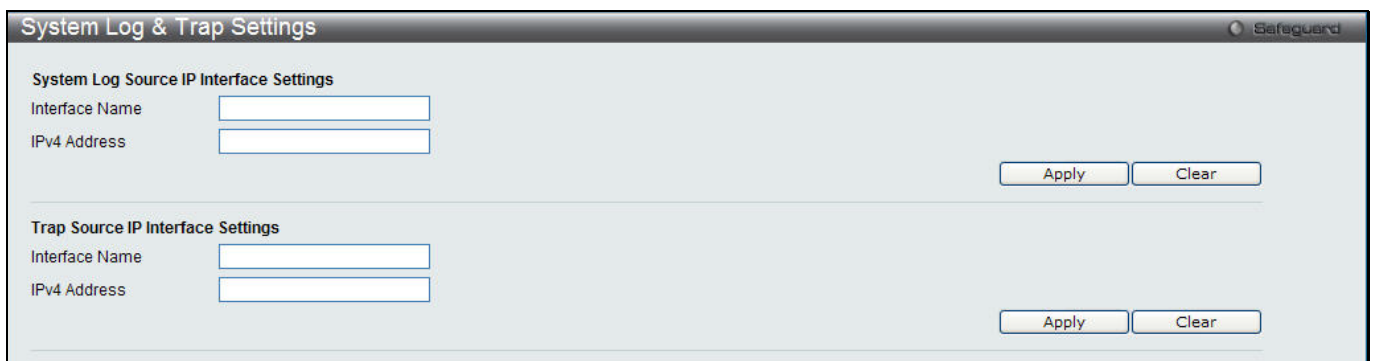 System Log & Trap Settings
Safeguard
System Log Source IP Interface Settings
Interface Name
IPv4 Address
Apply Clear
Trap Source IP Interface Settings
Interface Name
IPv4 Address
Apply Clear